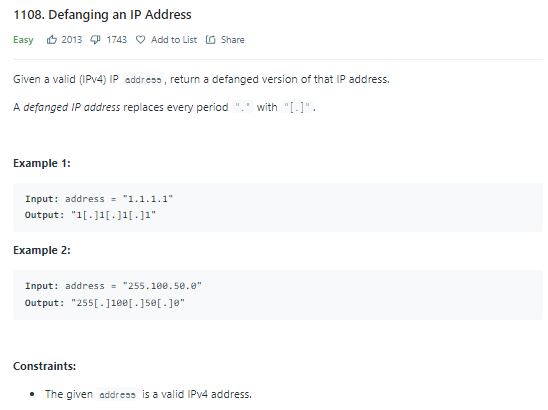 1108. Defanging an IP Address
Easy 2013 1743 Add to List Share
Given a valid (IPv4) IP address, return a defanged version of that IP address.
A defanged IP address replaces every period "." with "[.]".
Example 1:
Input: address = "1.1.1.1"
Output: "1[.]1[.]1[.]1"
Example 2:
Input: address = "255.100.50.0"
Output: "255[.]100[.]50[.]0"
Constraints:
• The given address is a valid IPv4 address.